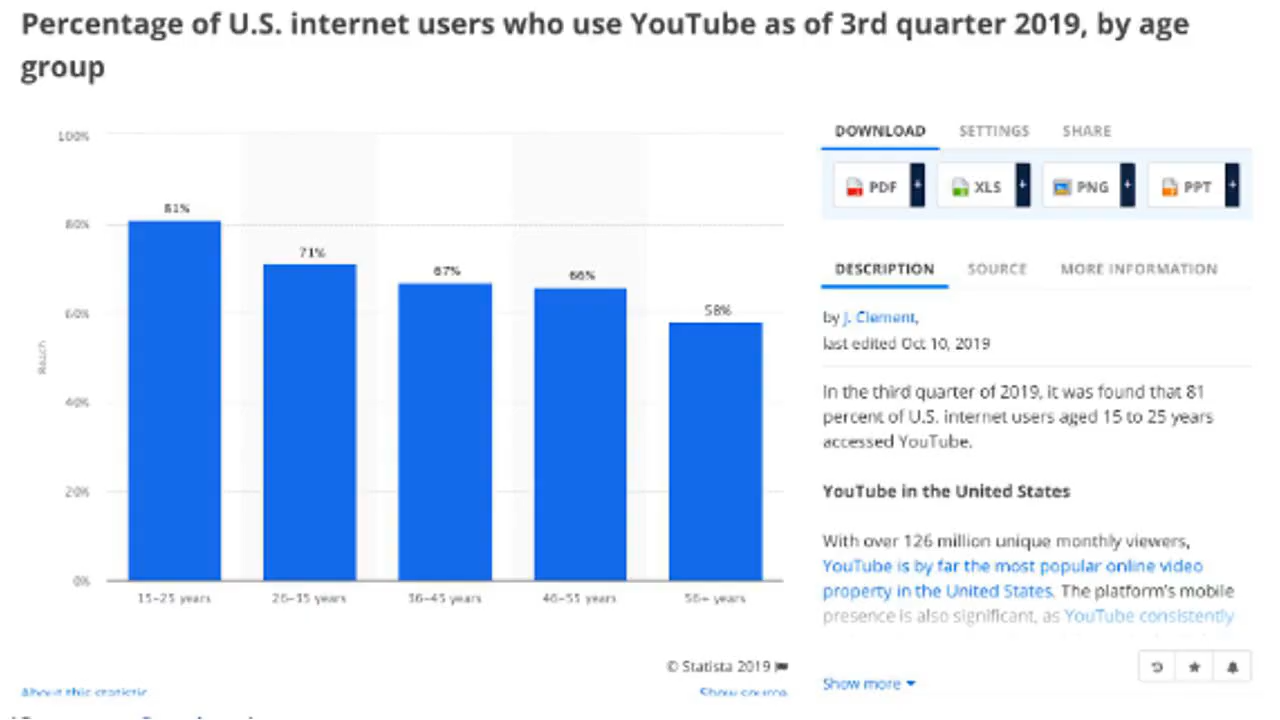 Percentage of U.S. internet users who use YouTube as of 3rd quarter 2019, by age
group
100%
80%
60%
40%
20%
0%
Reach
81%
71%
67%
66%
58%
15–25 years
26–35 years
36–45 years
46–55 years
56+ years
© Statista 2019
About this statistic
Show source
DOWNLOAD SETTINGS SHARE
PDF + XLS + PNG + PPT +
DESCRIPTION SOURCE MORE INFORMATION
by J. Clement,
last edited Oct 10, 2019
In the third quarter of 2019, it was found that 81
percent of U.S. internet users aged 15 to 25 years
accessed YouTube.
YouTube in the United States
With over 126 million unique monthly viewers,
YouTube is by far the most popular online video
property in the United States. The platform's mobile
presence is also significant, as YouTube consistently
Show more